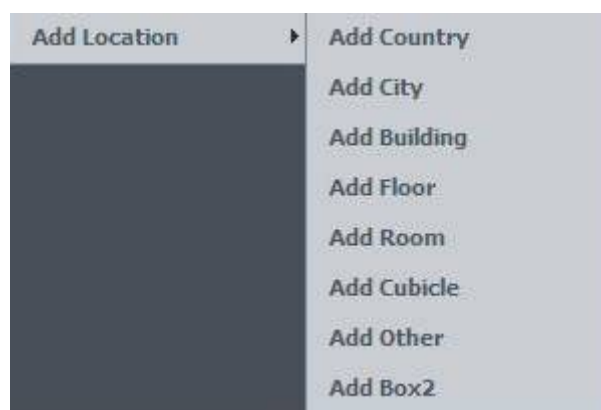 Add Location
Add Country
Add City
Add Building
Add Floor
Add Room
Add Cubicle
Add Other
Add Box2